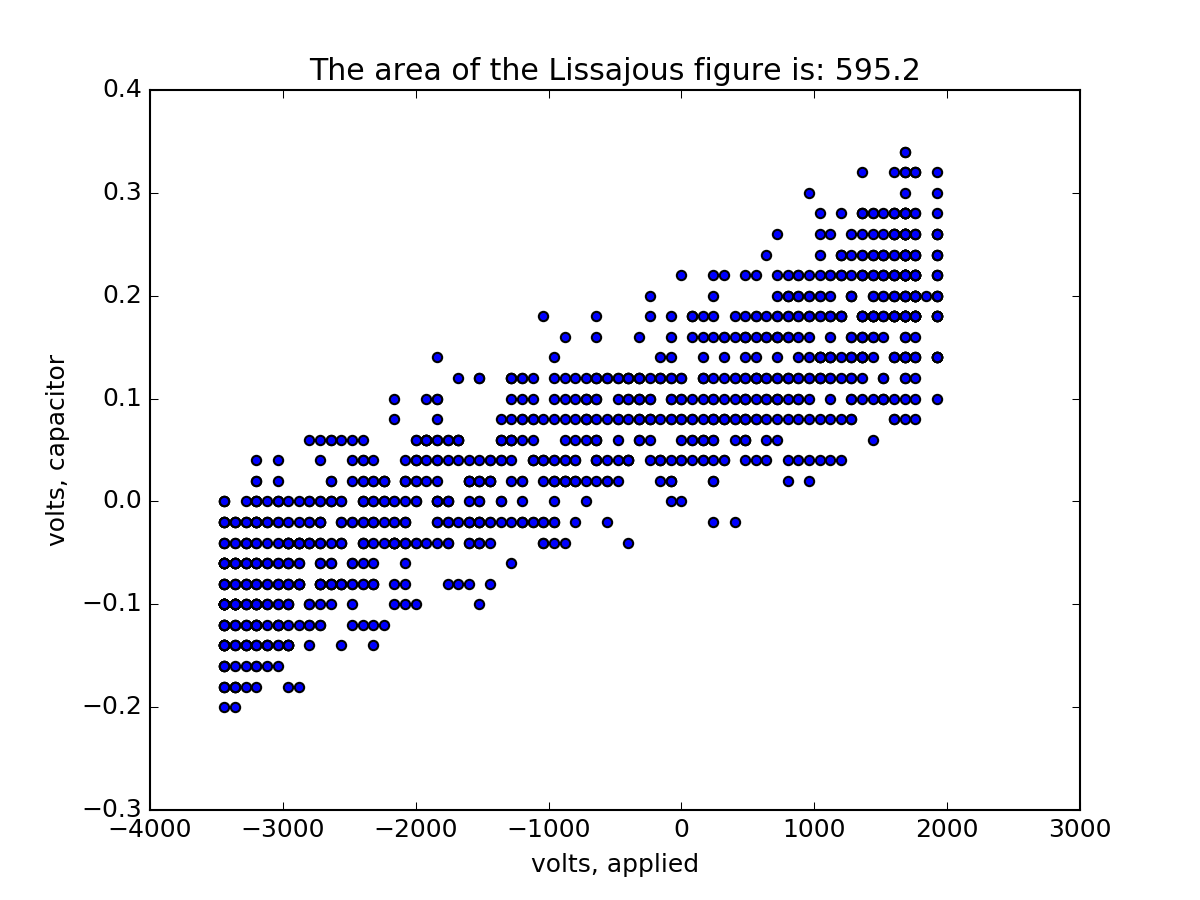 The area of the Lissajous figure is: 595.2
0.4
0.3
0.2
0.1
0.0
−0.1
−0.2
−0.3
volts, capacitor
−4000 −3000 −2000 −1000 0 1000 2000 3000
volts, applied